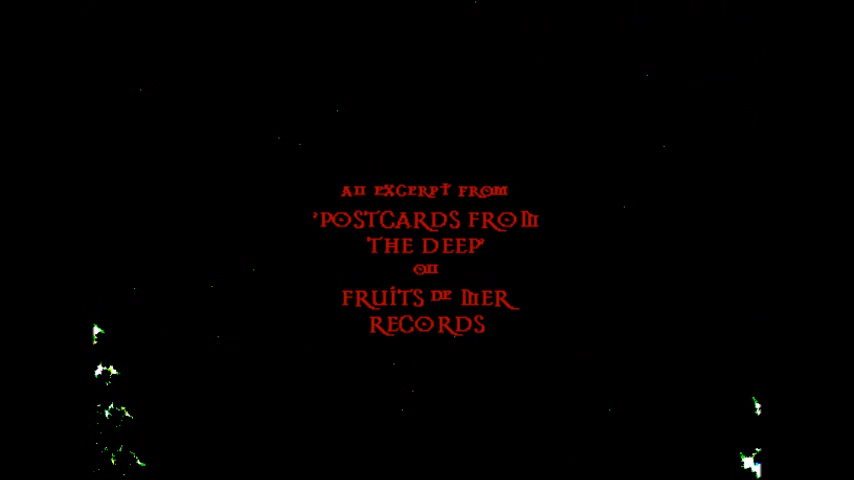 AN EXCERPT FROM
'POSTCARDS FROM
THE DEEP'
ON
FRUITS DE MER
RECORDS